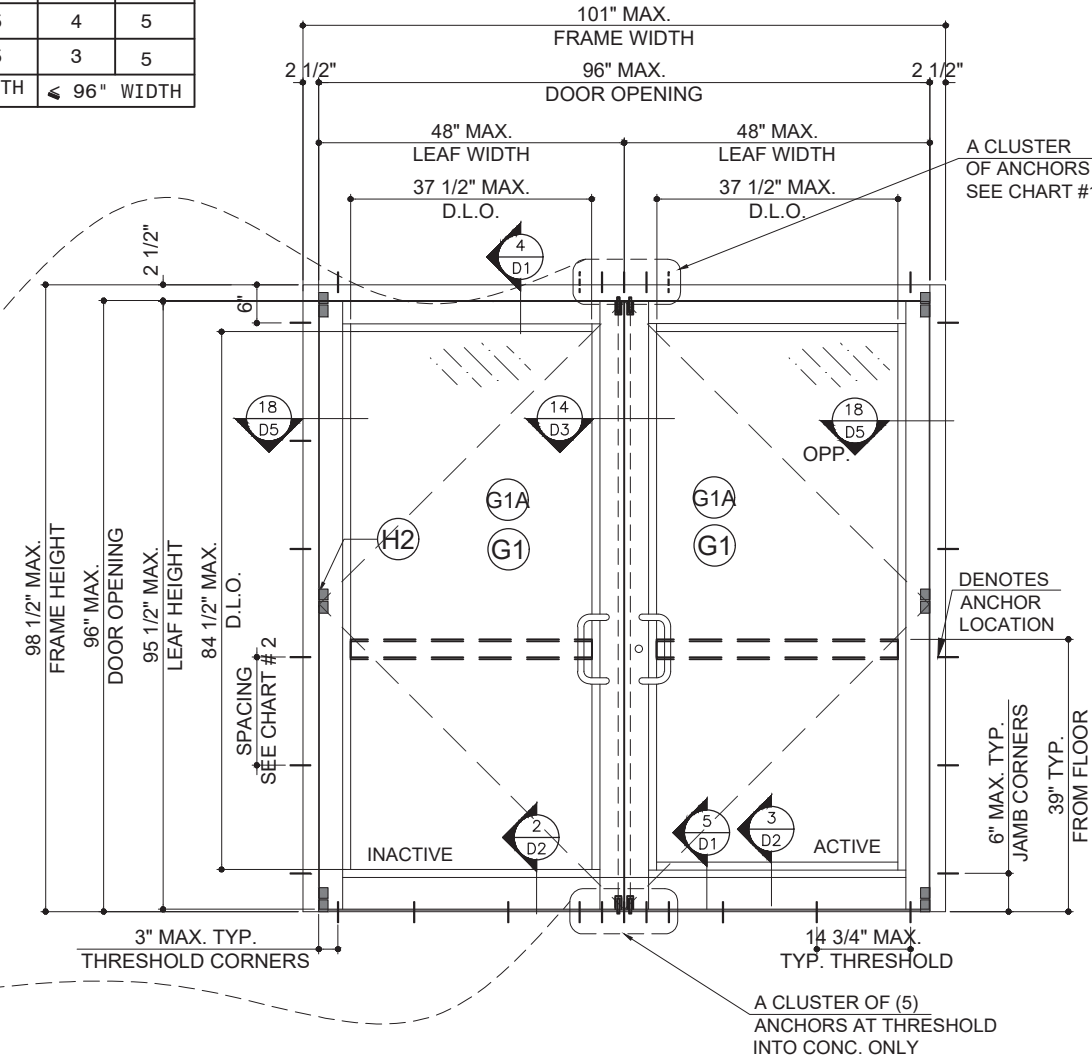 4 5
3 5
≤ 96" WIDTH
101" MAX.
FRAME WIDTH
2 1/2"
96" MAX.
2 1/2"
DOOR OPENING
48" MAX.
LEAF WIDTH
48" MAX.
LEAF WIDTH
A CLUSTER
OF ANCHORS
SEE CHART #
37 1/2" MAX.
D.L.O.
37 1/2" MAX.
D.L.O.
2 1/2"
4
D1
6"
18
D5
14
D3
18
D5
OPP.
G1A
G1
G1A
G1
H2
98 1/2" MAX.
FRAME HEIGHT
96" MAX.
DOOR OPENING
95 1/2" MAX.
LEAF HEIGHT
84 1/2" MAX.
D.L.O.
SPACING
SEE CHART # 2
DENOTES
ANCHOR
LOCATION
6" MAX. TYP.
JAMB CORNERS
39" TYP.
FROM FLOOR
2
D2
5
D1
3
D2
INACTIVE
ACTIVE
3" MAX. TYP.
THRESHOLD CORNERS
14 3/4" MAX.
TYP. THRESHOLD
A CLUSTER OF (5)
ANCHORS AT THRESHOLD
INTO CONC. ONLY